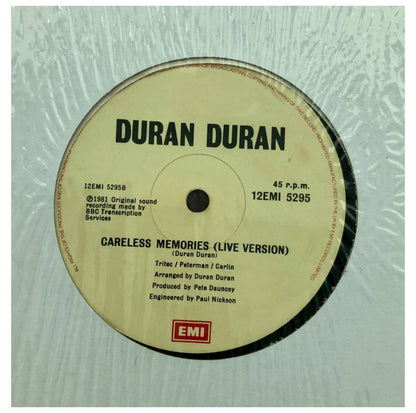 DURAN DURAN
12EMI 5295B
45 r.p.m.
12EMI 5295
℗1981 Original sound
recording made by
BBC Transcription
Services
CARELESS MEMORIES (LIVE VERSION)
(Duran Duran)
Tritec / Peterman / Carlin
Arranged by Duran Duran
Produced by Pete Dauncey
Engineered by Paul Nickson
EMI